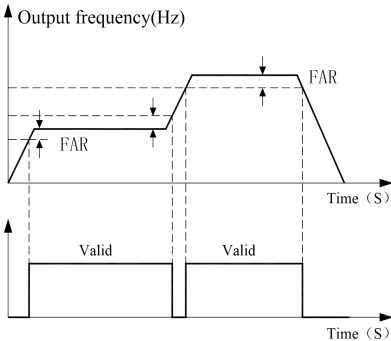 Output frequency(Hz)
FAR
FAR
Time（S）
Valid
Valid
Time（S）